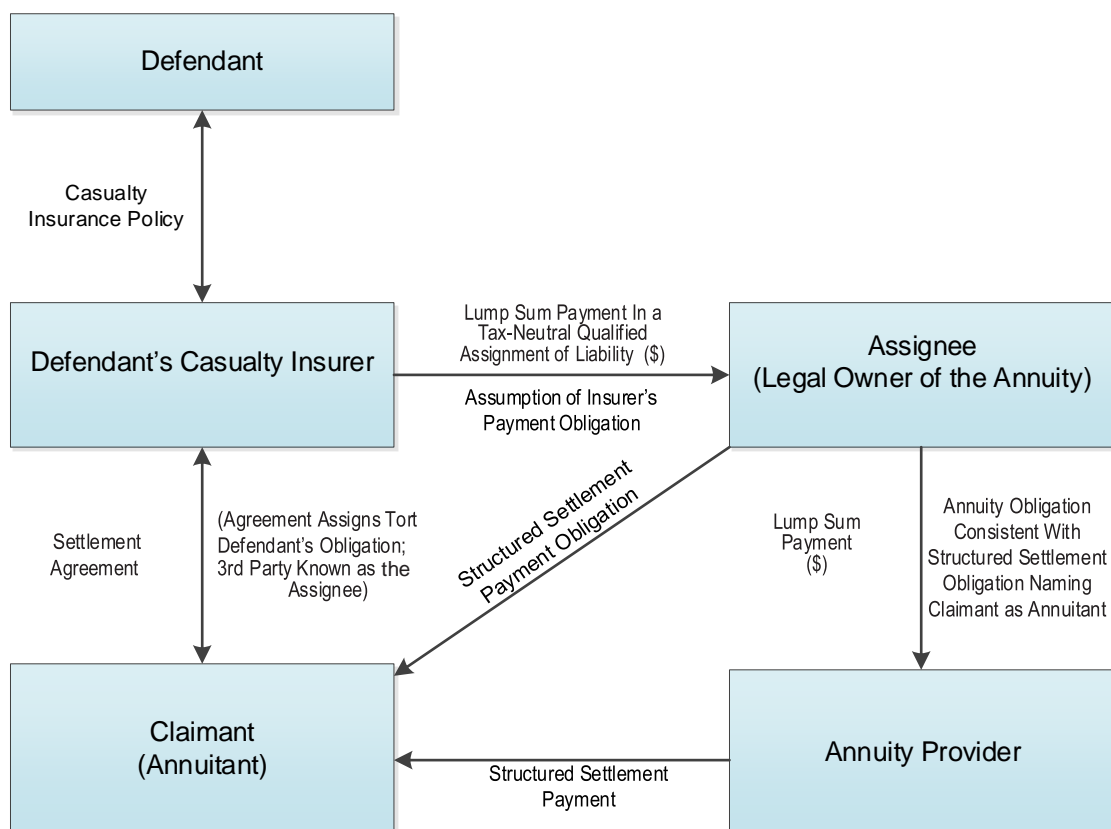 Defendant
Casualty
Insurance Policy
Defendant’s Casualty Insurer
Lump Sum Payment In a
Tax-Neutral Qualified
Assignment of Liability ($)
Assumption of Insurer’s
Payment Obligation
Assignee
(Legal Owner of the Annuity)
Settlement
Agreement
(Agreement Assigns Tort
Defendant’s Obligation;
3rd Party Known as the
Assignee)
Structured Settlement
Payment Obligation
Lump Sum
Payment
($)
Annuity Obligation
Consistent With
Structured Settlement
Obligation Naming
Claimant as Annuitant
Claimant
(Annuitant)
Structured Settlement
Payment
Annuity Provider